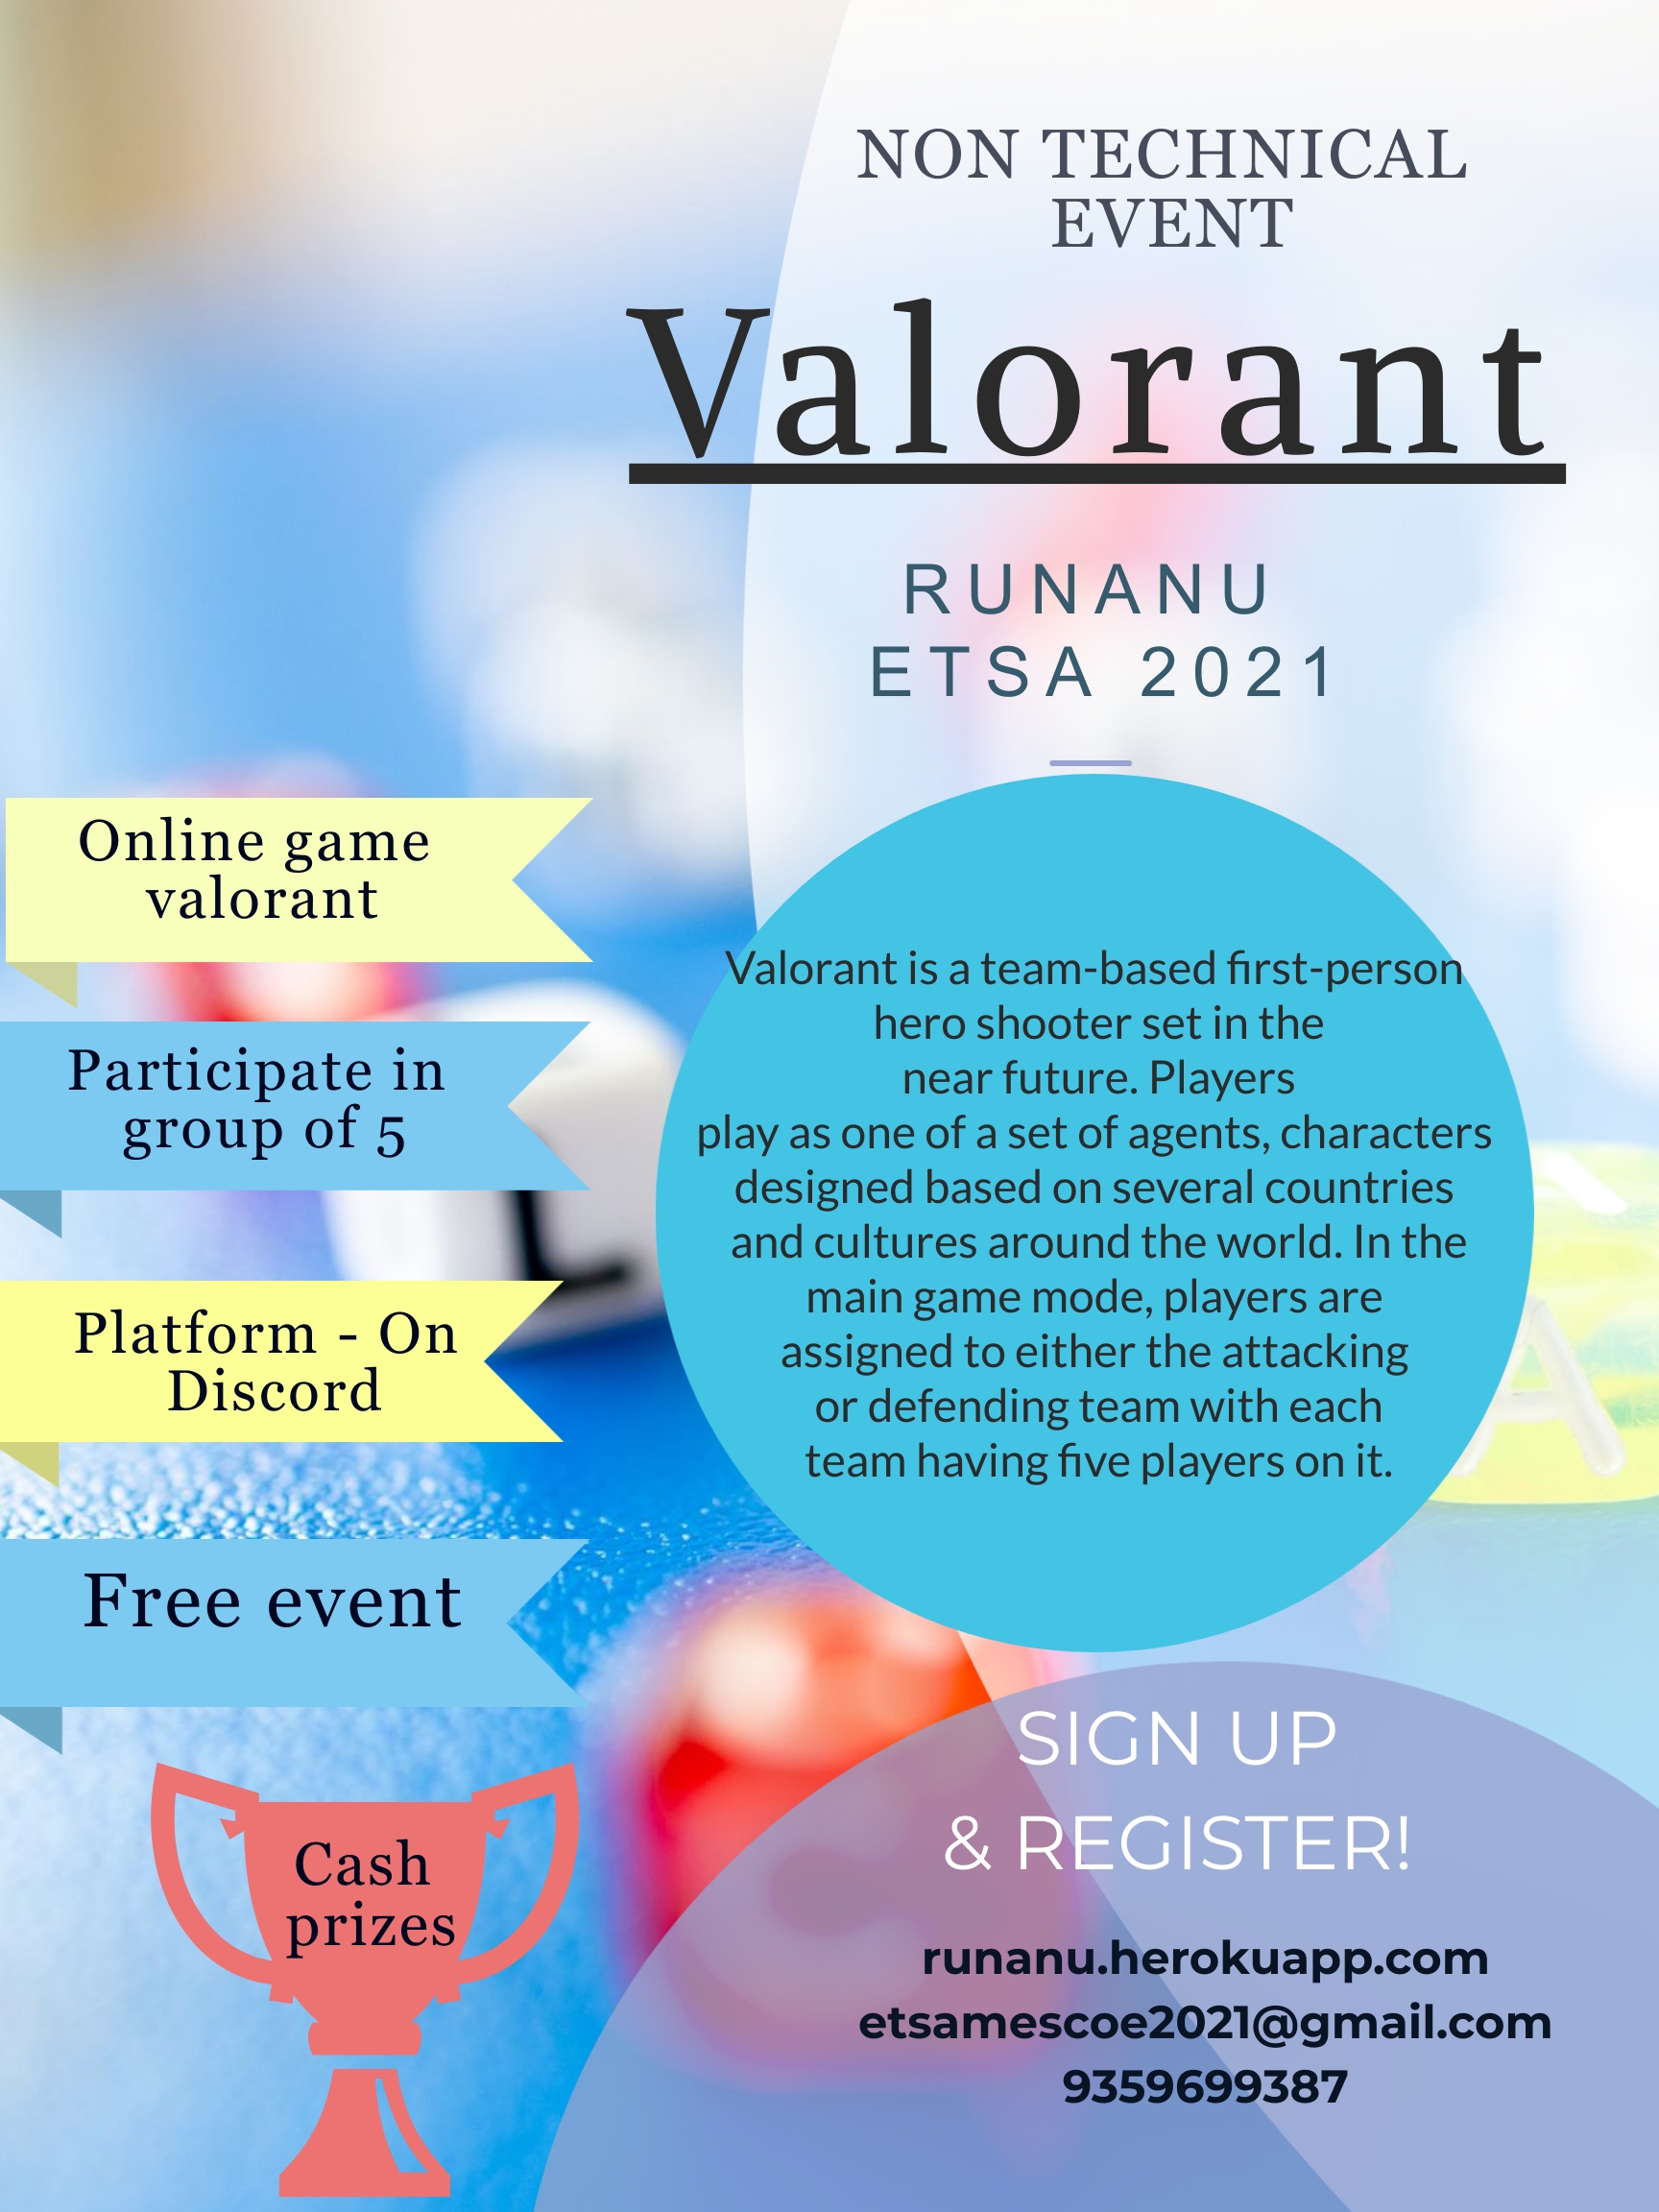 NON TECHNICAL
EVENT
Valorant
RUNANU
ETSA 2021
Online game
valorant
Participate in
group of 5
Platform - On
Discord
Free event
Cash
prizes
Valorant is a team-based first-person
hero shooter set in the
near future. Players
play as one of a set of agents, characters
designed based on several countries
and cultures around the world. In the
main game mode, players are
assigned to either the attacking
or defending team with each
team having five players on it.
SIGN UP
& REGISTER!
runanu.herokuapp.com
etsamescoe2021@gmail.com
9359699387